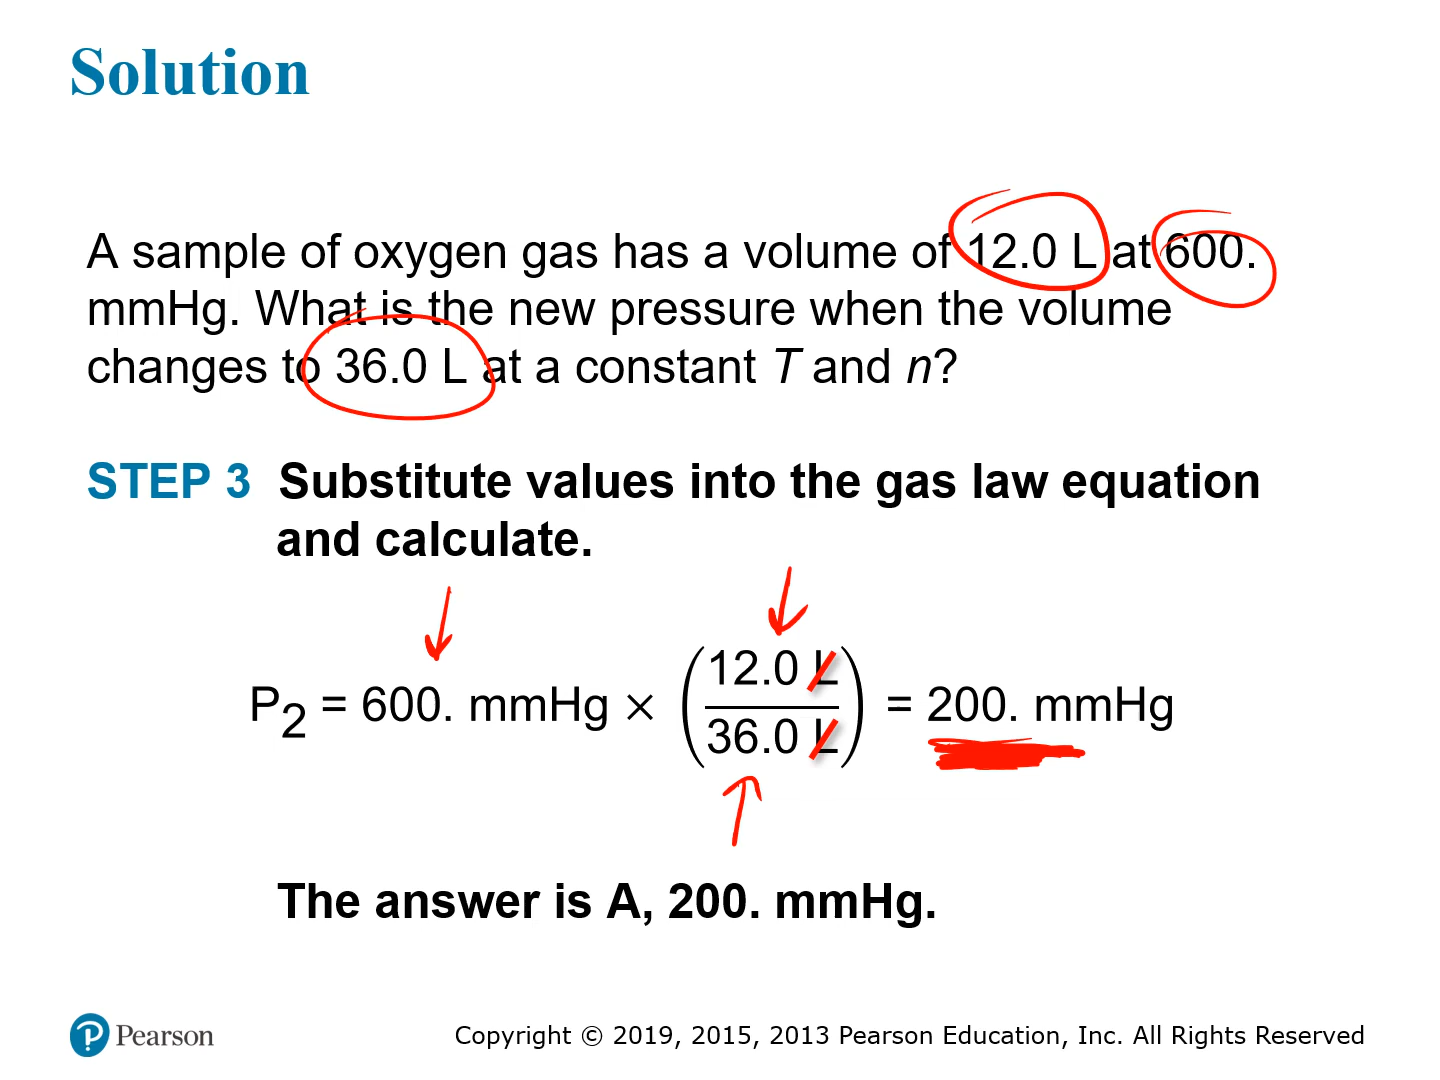 Solution
A sample of oxygen gas has a volume of 12.0 L at 600.
mmHg. What is the new pressure when the volume
changes to 36.0 L at a constant T and n?
STEP 3 Substitute values into the gas law equation
and calculate.
P₂ = 600. mmHg × (12.0 L / 36.0 L) = 200. mmHg
The answer is A, 200. mmHg.
Pearson
Copyright © 2019, 2015, 2013 Pearson Education, Inc. All Rights Reserved